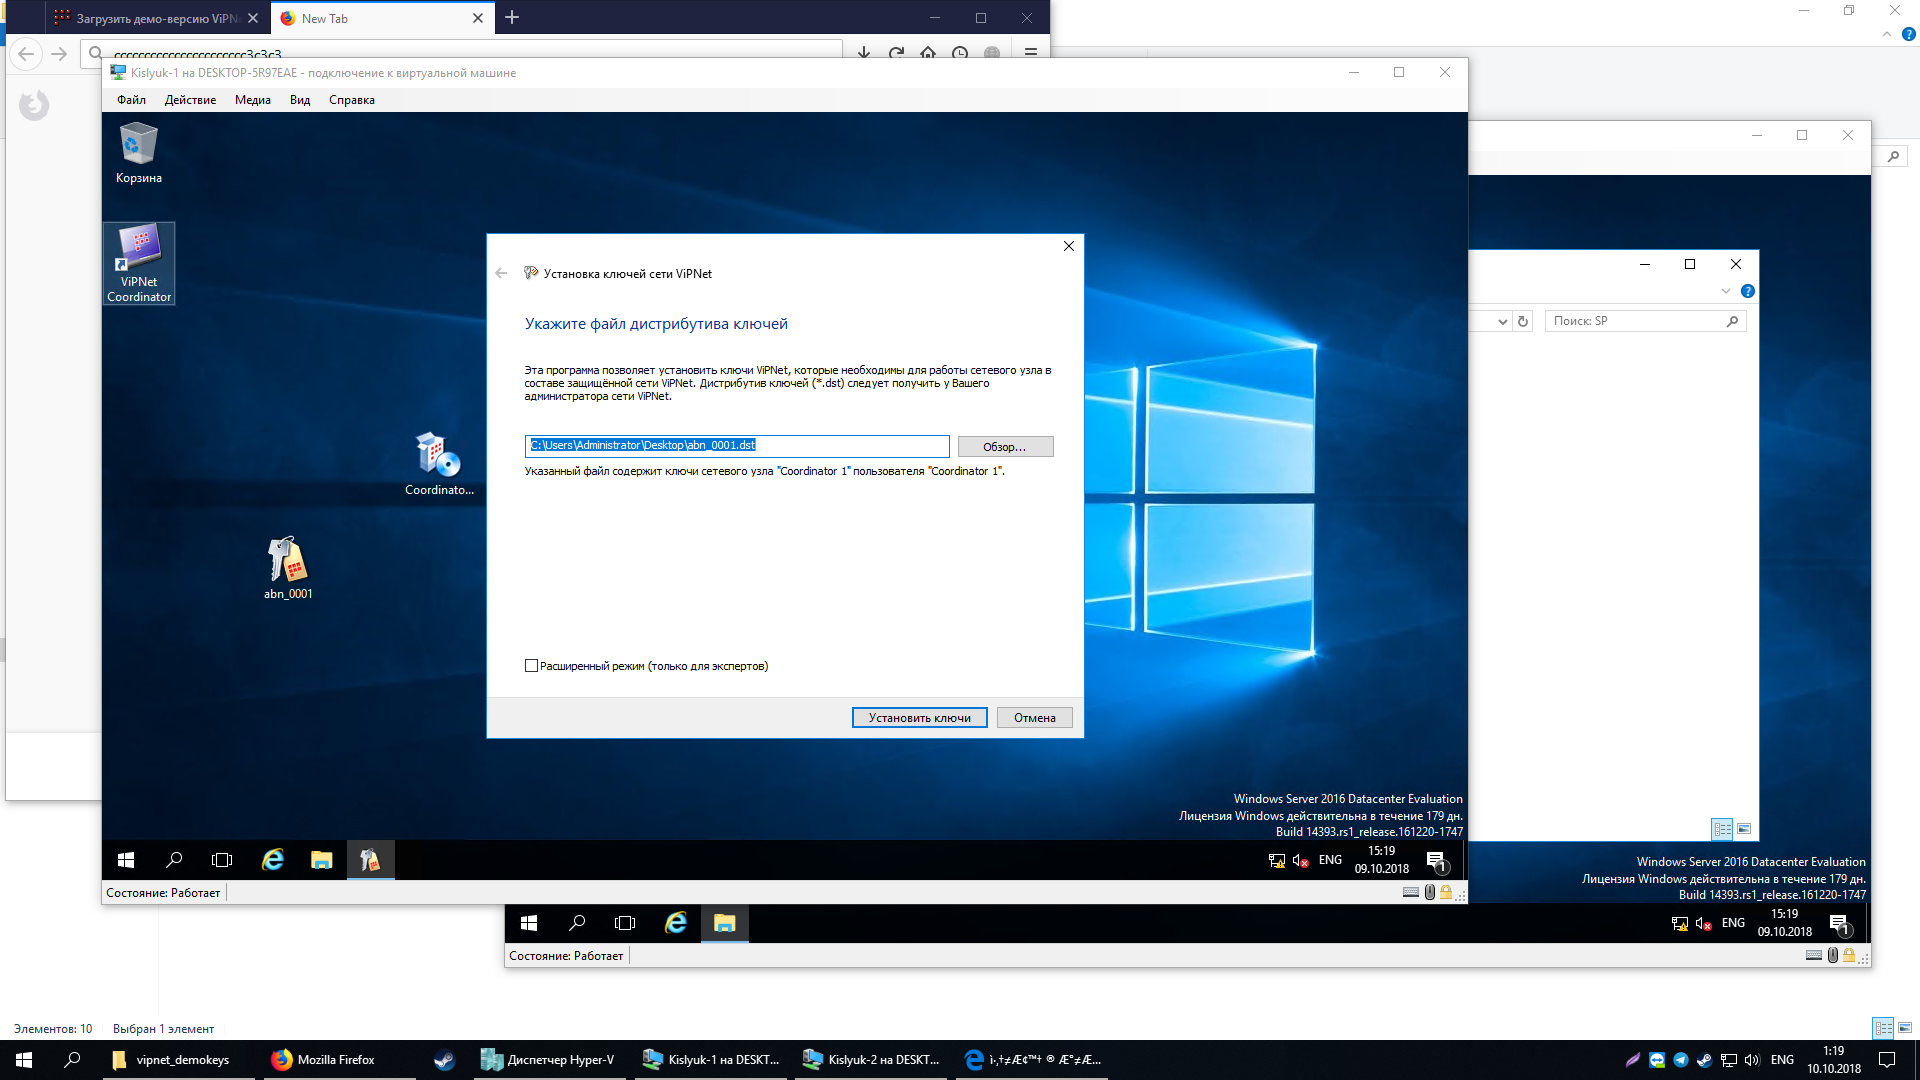 Загрузить демо-версию ViPN
New Tab
cccccccccccccccccccccc3c3c3
Kislyuk-1 на DESKTOP-5R97EAE - подключение к виртуальной машине
Файл Действие Медиа Вид Справка
Корзина
ViPNet
Coordinator
Coordinato...
abn_0001
Установка ключей сети ViPNet
Укажите файл дистрибутива ключей
Эта программа позволяет установить ключи ViPNet, которые необходимы для работы сетевого узла в
составе защищённой сети ViPNet. Дистрибутив ключей (*.dst) следует получить у Вашего
администратора сети ViPNet.
C:\Users\Administrator\Desktop\abn_0001.dst
Обзор...
Указанный файл содержит ключи сетевого узла "Coordinator 1" пользователя "Coordinator 1".
Расширенный режим (только для экспертов)
Установить ключи
Отмена
Поиск: SP
Windows Server 2016 Datacenter Evaluation
Лицензия Windows действительна в течение 179 дн.
Build 14393.rs1_release.161220-1747
ENG
15:19
09.10.2018
1
Состояние: Работает
Windows Server 2016 Datacenter Evaluation
Лицензия Windows действительна в течение 179 дн.
Build 14393.rs1_release.161220-1747
ENG
15:19
09.10.2018
1
Состояние: Работает
Элементов: 10
Выбран 1 элемент
vipnet_demokeys
Mozilla Firefox
Диспетчер Hyper-V
Kislyuk-1 на DESKT...
Kislyuk-2 на DESKT...
ENG
1:19
10.10.2018